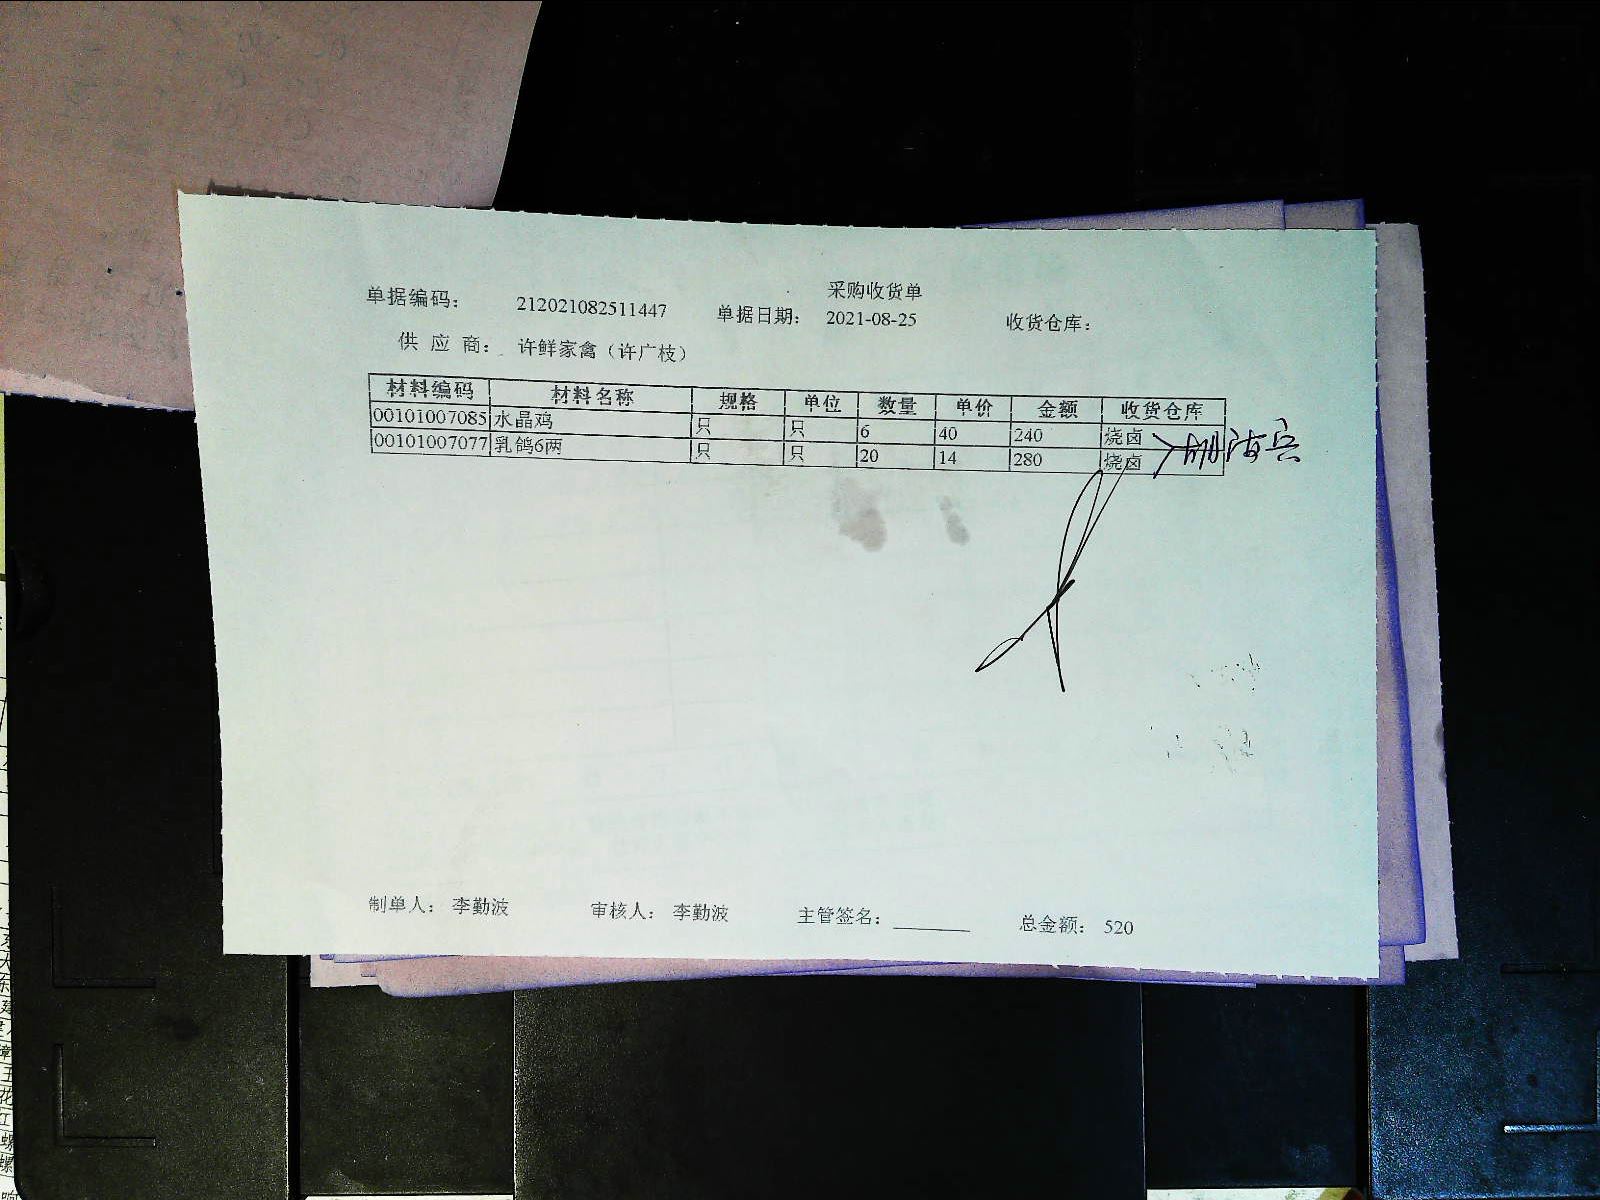 采购收货单
单据编码： 212021082511447 单据日期： 2021-08-25 收货仓库：
供 应 商： 许鲜家禽（许广枝）
材料编码 材料名称 规格 单位 数量 单价 金额 收货仓库
00101007085 水晶鸡 只 只 6 40 240 烧卤
00101007077 乳鸽6两 只 只 20 14 280 烧卤
制单人： 李勤波 审核人： 李勤波 主管签名： 总金额： 520